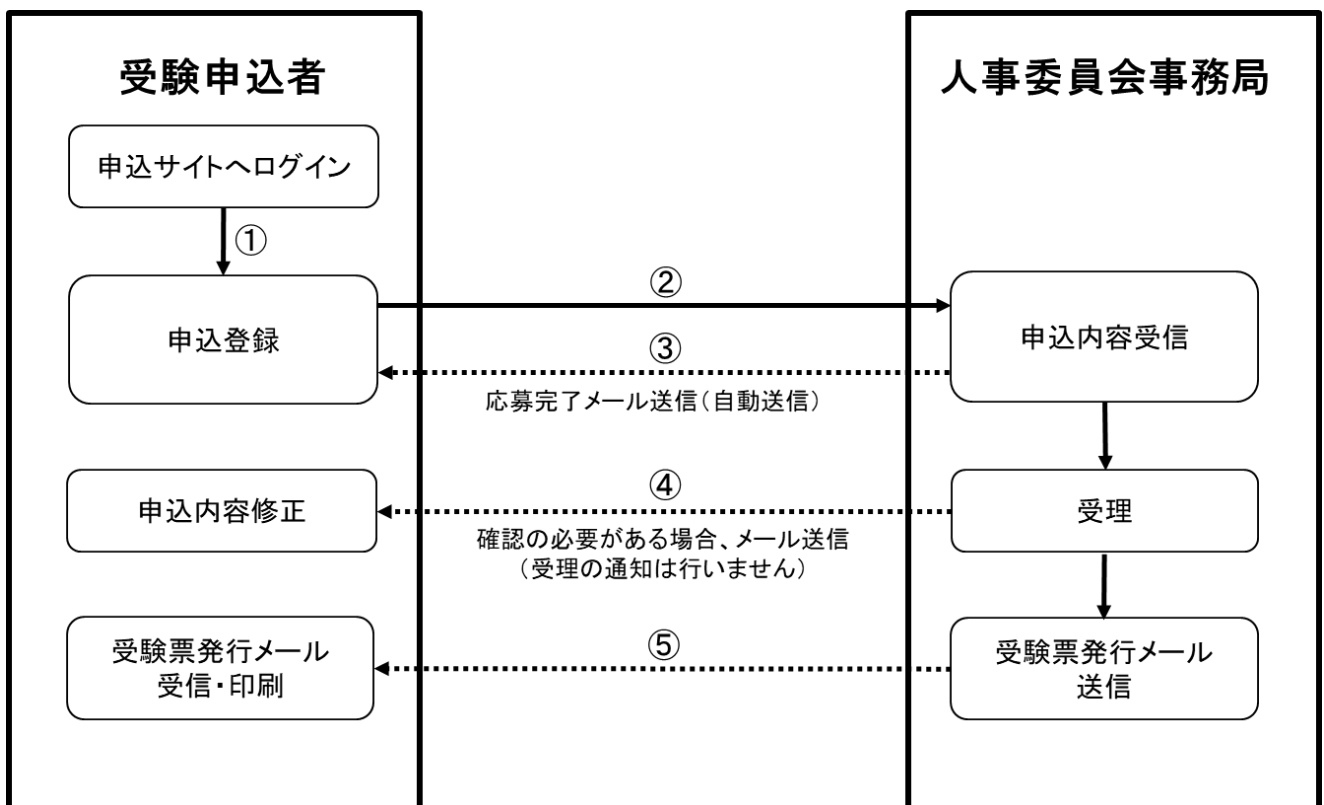 受験申込者
人事委員会事務局
申込サイトへログイン
①
②
申込登録
申込内容受信
③
応募完了メール送信(自動送信)
④
申込内容修正
受理
確認の必要がある場合、メール送信
(受理の通知は行いません)
⑤
受験票発行メール
受信・印刷
受験票発行メール
送信